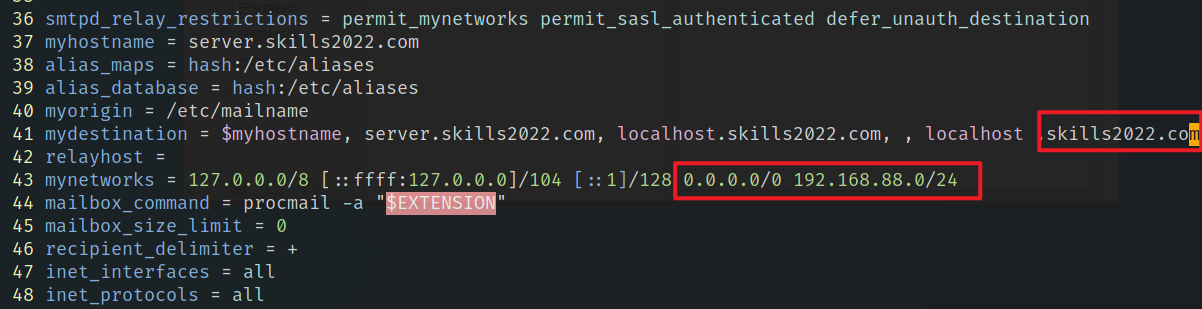 36 smtpd_relay_restrictions = permit_mynetworks permit_sasl_authenticated defer_unauth_destination
37 myhostname = server.skills2022.com
38 alias_maps = hash:/etc/aliases
39 alias_database = hash:/etc/aliases
40 myorigin = /etc/mailname
41 mydestination = $myhostname, server.skills2022.com, localhost.skills2022.com, , localhost ,skills2022.com
42 relayhost =
43 mynetworks = 127.0.0.0/8 [::ffff:127.0.0.0]/104 [::1]/128 0.0.0.0/0 192.168.88.0/24
44 mailbox_command = procmail -a "$EXTENSION"
45 mailbox_size_limit = 0
46 recipient_delimiter = +
47 inet_interfaces = all
48 inet_protocols = all